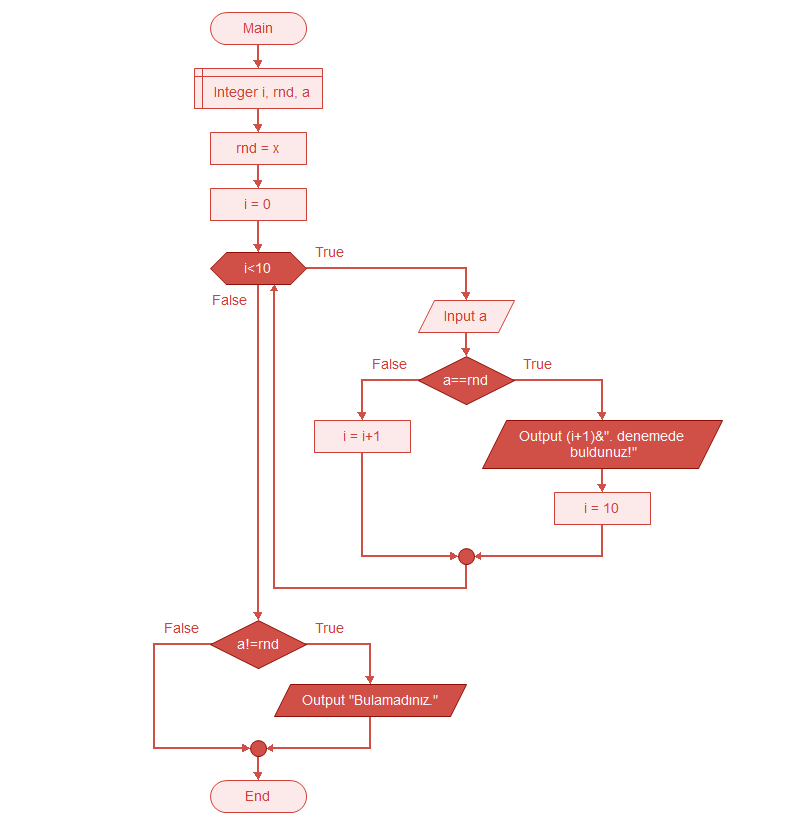 Main
Integer i, rnd, a
rnd = x
i = 0
i<10
True
False
Input a
a==rnd
False
True
i = i+1
Output (i+1)&". denemede
buldunuz!"
i = 10
a!=rnd
False
True
Output "Bulamadınız."
End